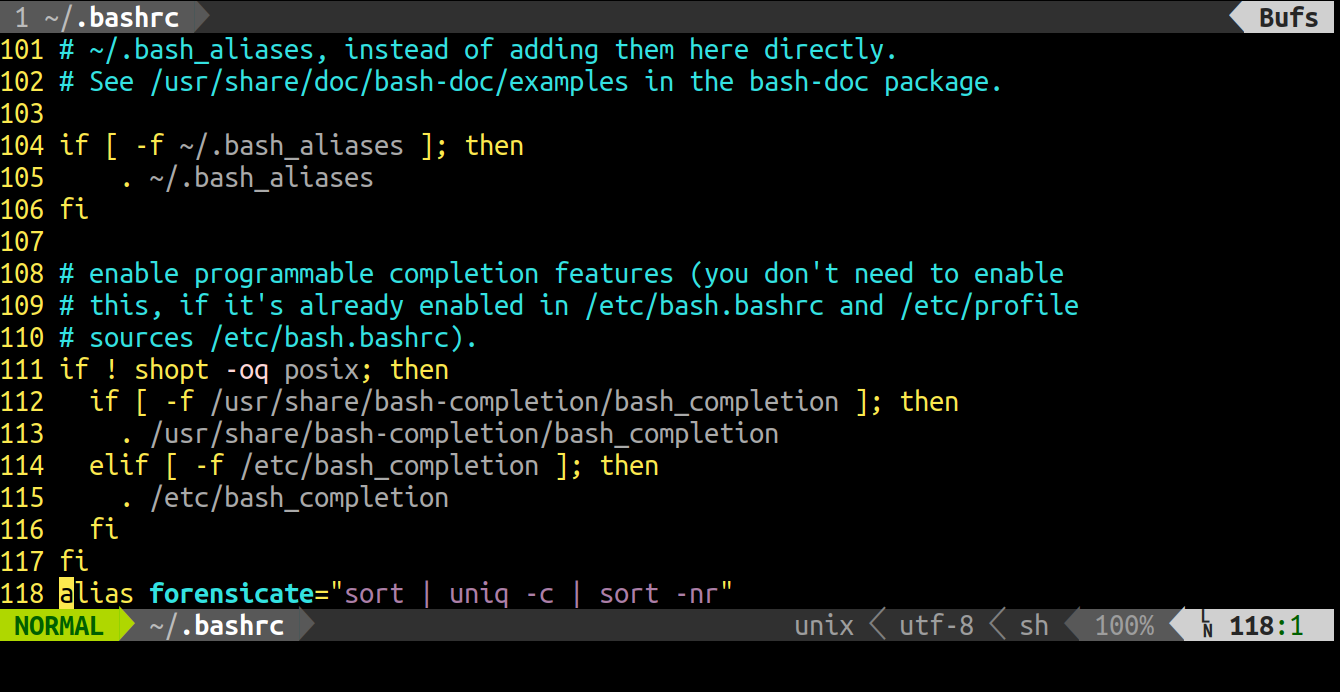 1 ~/.bashrc Bufs
101 # ~/.bash_aliases, instead of adding them here directly.
102 # See /usr/share/doc/bash-doc/examples in the bash-doc package.
103
104 if [ -f ~/.bash_aliases ]; then
105     . ~/.bash_aliases
106 fi
107
108 # enable programmable completion features (you don't need to enable
109 # this, if it's already enabled in /etc/bash.bashrc and /etc/profile
110 # sources /etc/bash.bashrc).
111 if ! shopt -oq posix; then
112   if [ -f /usr/share/bash-completion/bash_completion ]; then
113     . /usr/share/bash-completion/bash_completion
114   elif [ -f /etc/bash_completion ]; then
115     . /etc/bash_completion
116   fi
117 fi
118 alias forensicate="sort | uniq -c | sort -nr"
NORMAL ~/.bashrc unix utf-8 sh 100% LN 118:1